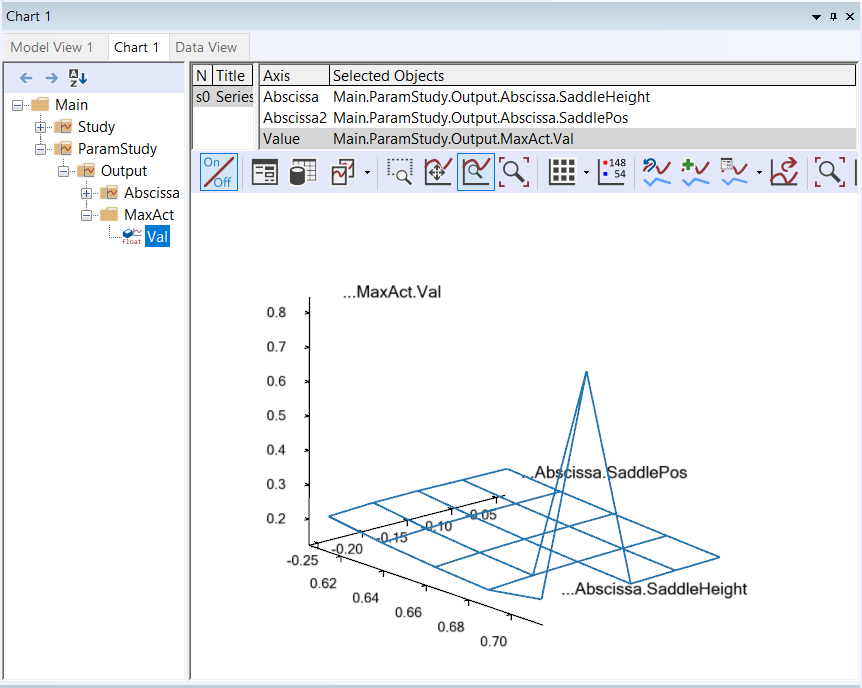 Chart 1
Model View 1 Chart 1 Data View
N Title Axis Selected Objects
s0 Series Abscissa Main.ParamStudy.Output.Abscissa.SaddleHeight
Abscissa2 Main.ParamStudy.Output.Abscissa.SaddlePos
Value Main.ParamStudy.Output.MaxAct.Val
A
Z
Main
Study
ParamStudy
Output
Abscissa
MaxAct
float Val
On
Off
148
54
...MaxAct.Val
0.8
0.7
0.6
0.5
0.4
0.3
0.2
...Abscissa.SaddlePos
-0.05
-0.10
-0.15
-0.20
-0.25
...Abscissa.SaddleHeight
0.62
0.64
0.66
0.68
0.70